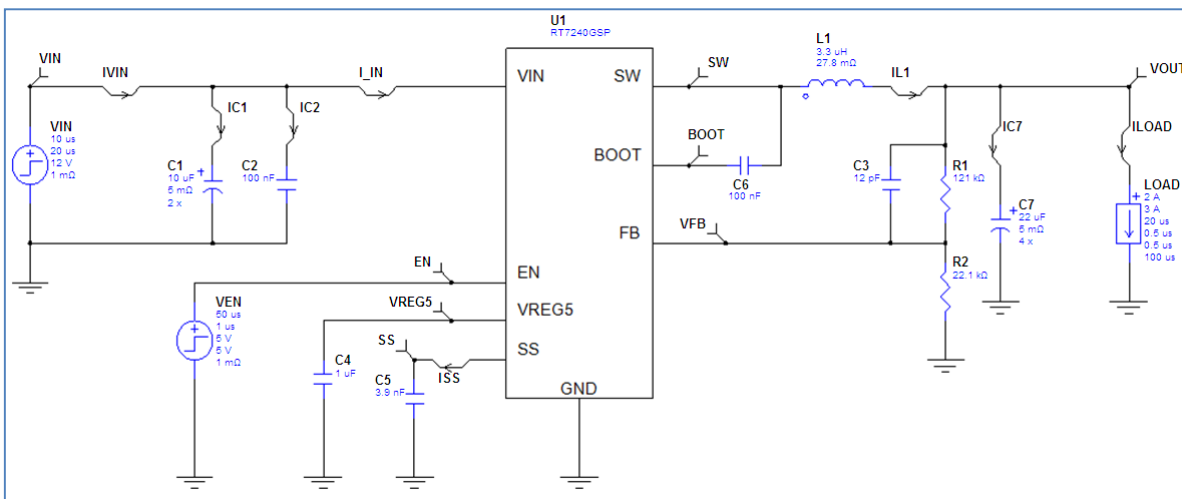 U1
RT7240GSP
VIN
IVIN
I_IN
VIN
SW
SW
L1
3.3 uH
27.8 mΩ
IL1
VOUT
IC1
IC2
IC7
ILOAD
VIN
10 us
20 us
12 V
1 mΩ
C1
10 uF
5 mΩ
2 x
C2
100 nF
BOOT
BOOT
C6
100 nF
C3
12 pF
R1
121 kΩ
C7
22 uF
5 mΩ
4 x
LOAD
2 A
3 A
20 us
0.5 us
0.5 us
100 us
FB
VFB
R2
22.1 kΩ
EN
EN
VEN
50 us
1 us
5 V
5 V
1 mΩ
VREG5
VREG5
SS
SS
ISS
C4
1 uF
C5
3.9 nF
GND